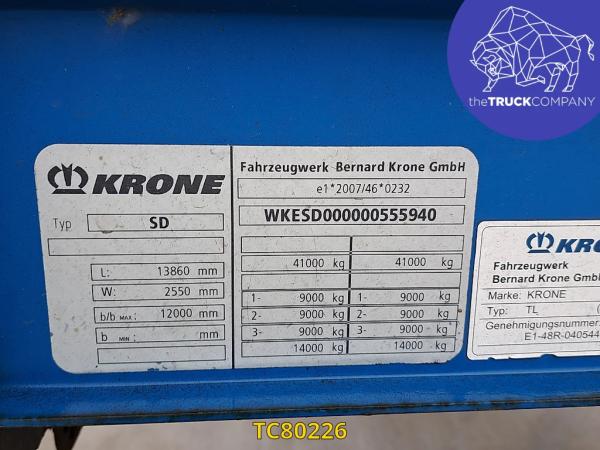 theTRUCKCOMPANY
KRONE
Typ SD
L: 13860 mm
W: 2550 mm
b/b MAX: 12000 mm
b MIN: mm
Fahrzeugwerk Bernard Krone GmbH
e1*2007/46*0232
WKESD000000555940
41000 kg 41000 kg
1- 9000 kg 1- 9000 kg
2- 9000 kg 2- 9000 kg
3- 9000 kg 3- 9000 kg
14000 kg 14000 kg
KRONE
Fahrzeugwerk
Bernard Krone GmbH
Marke: KRONE
Typ: TL (
Genehmigungsnummer:
E1-48R-040544
TC80226